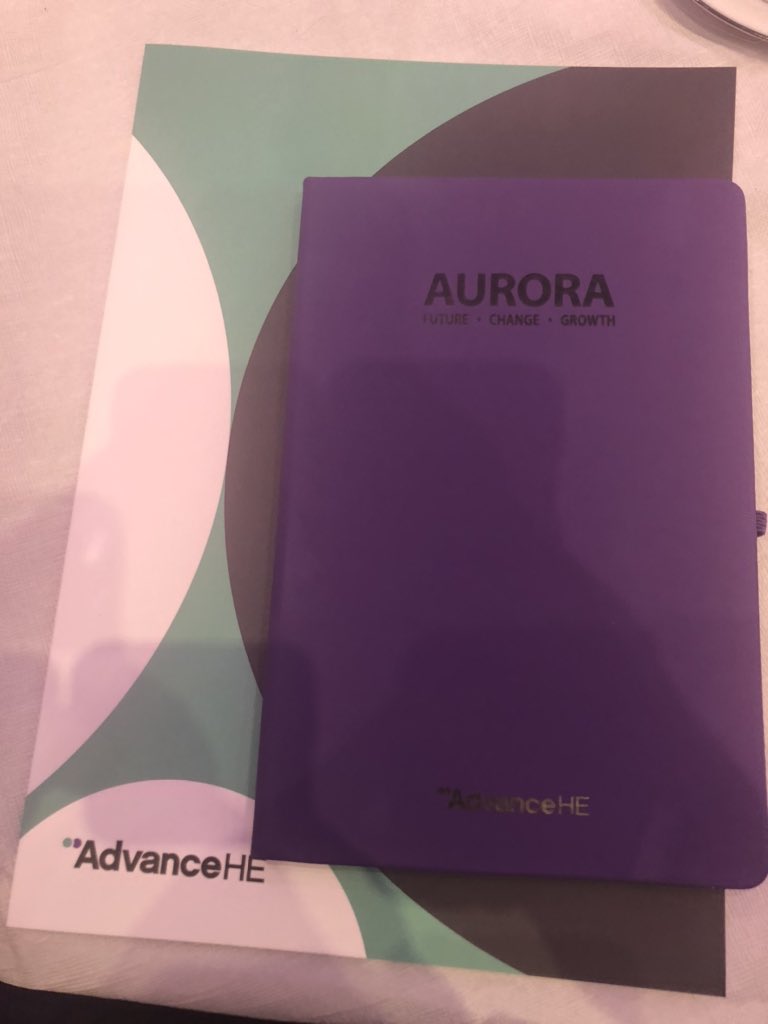 AURORA
FUTURE • CHANGE • GROWTH
AdvanceHE
AdvanceHE